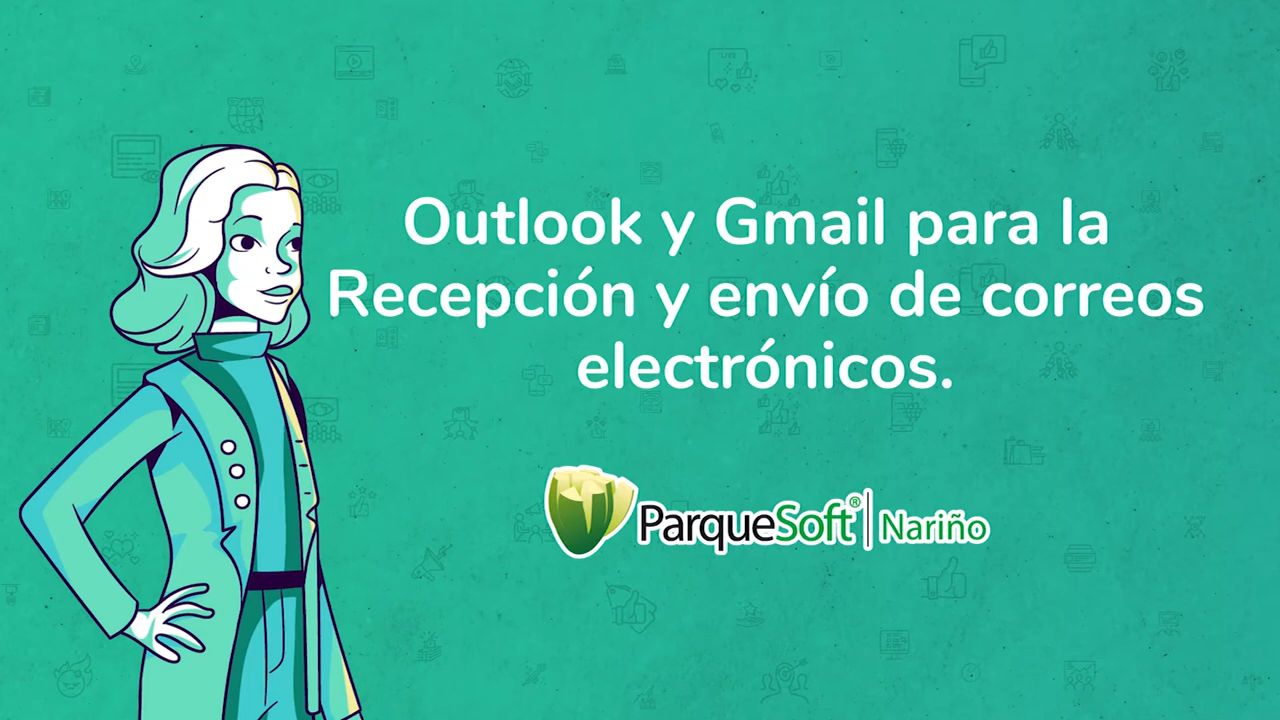 Outlook y Gmail para la
Recepción y envío de correos
electrónicos.
ParqueSoft® | Nariño